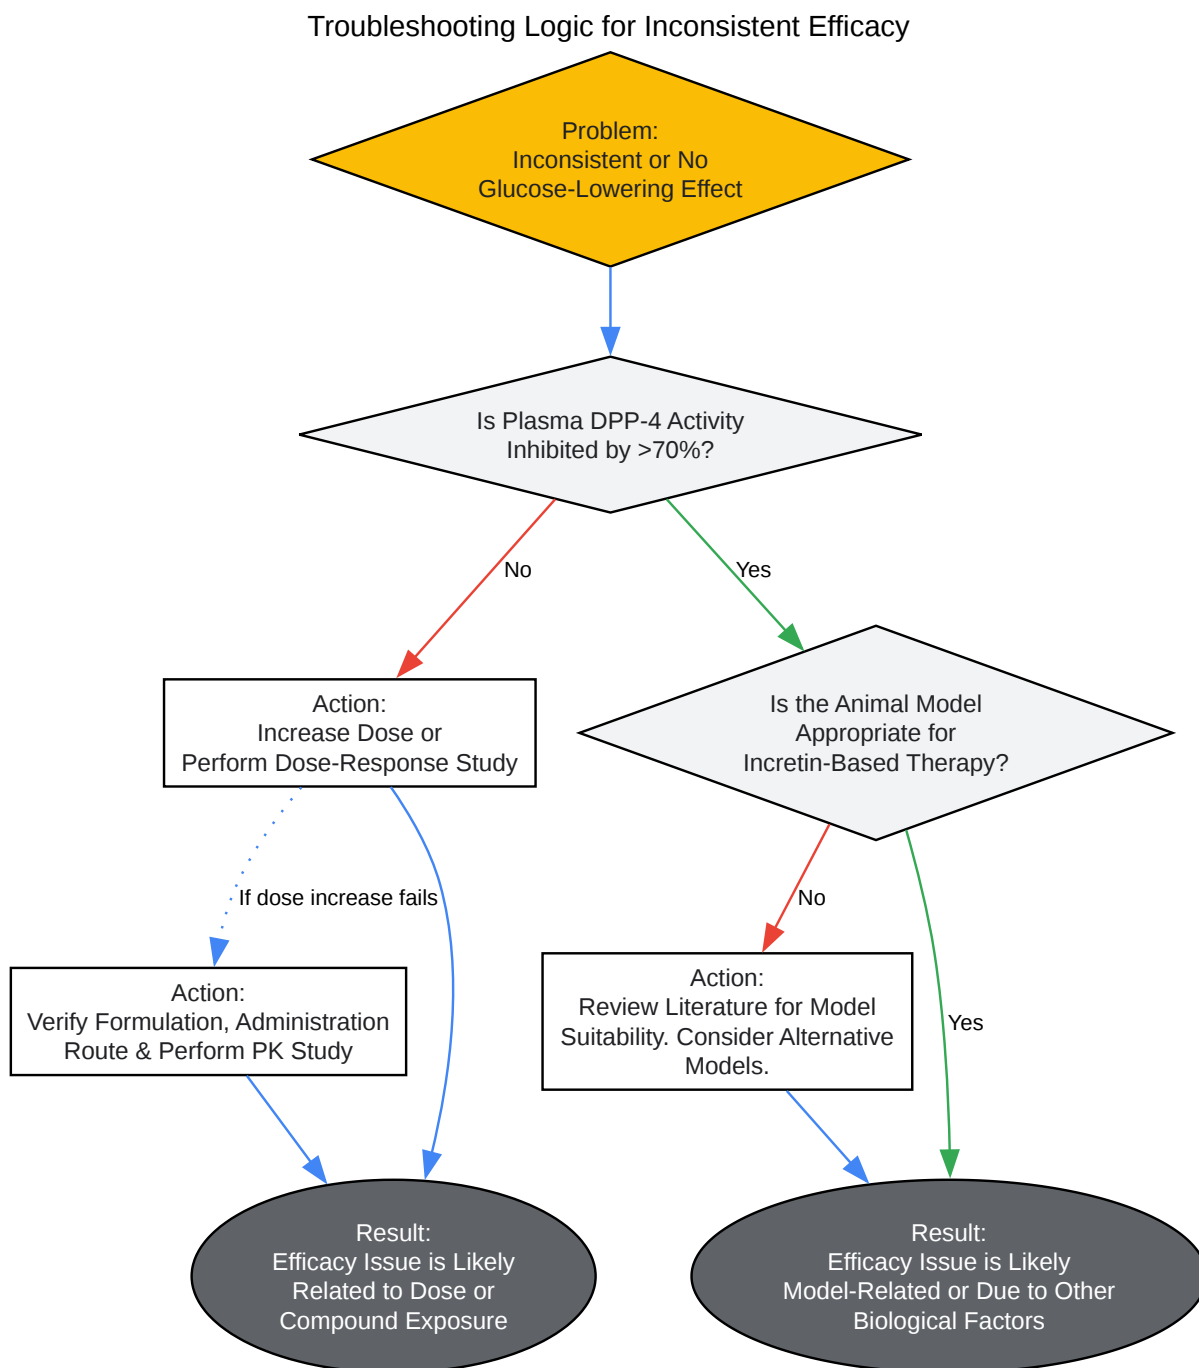 Troubleshooting Logic for Inconsistent Efficacy
Problem:
Inconsistent or No
Glucose-Lowering Effect
Is Plasma DPP-4 Activity
Inhibited by >70%?
No
Yes
Action:
Increase Dose or
Perform Dose-Response Study
Is the Animal Model
Appropriate for
Incretin-Based Therapy?
If dose increase fails
No
Yes
Action:
Verify Formulation, Administration
Route & Perform PK Study
Action:
Review Literature for Model
Suitability. Consider Alternative
Models.
Result:
Efficacy Issue is Likely
Related to Dose or
Compound Exposure
Result:
Efficacy Issue is Likely
Model-Related or Due to Other
Biological Factors